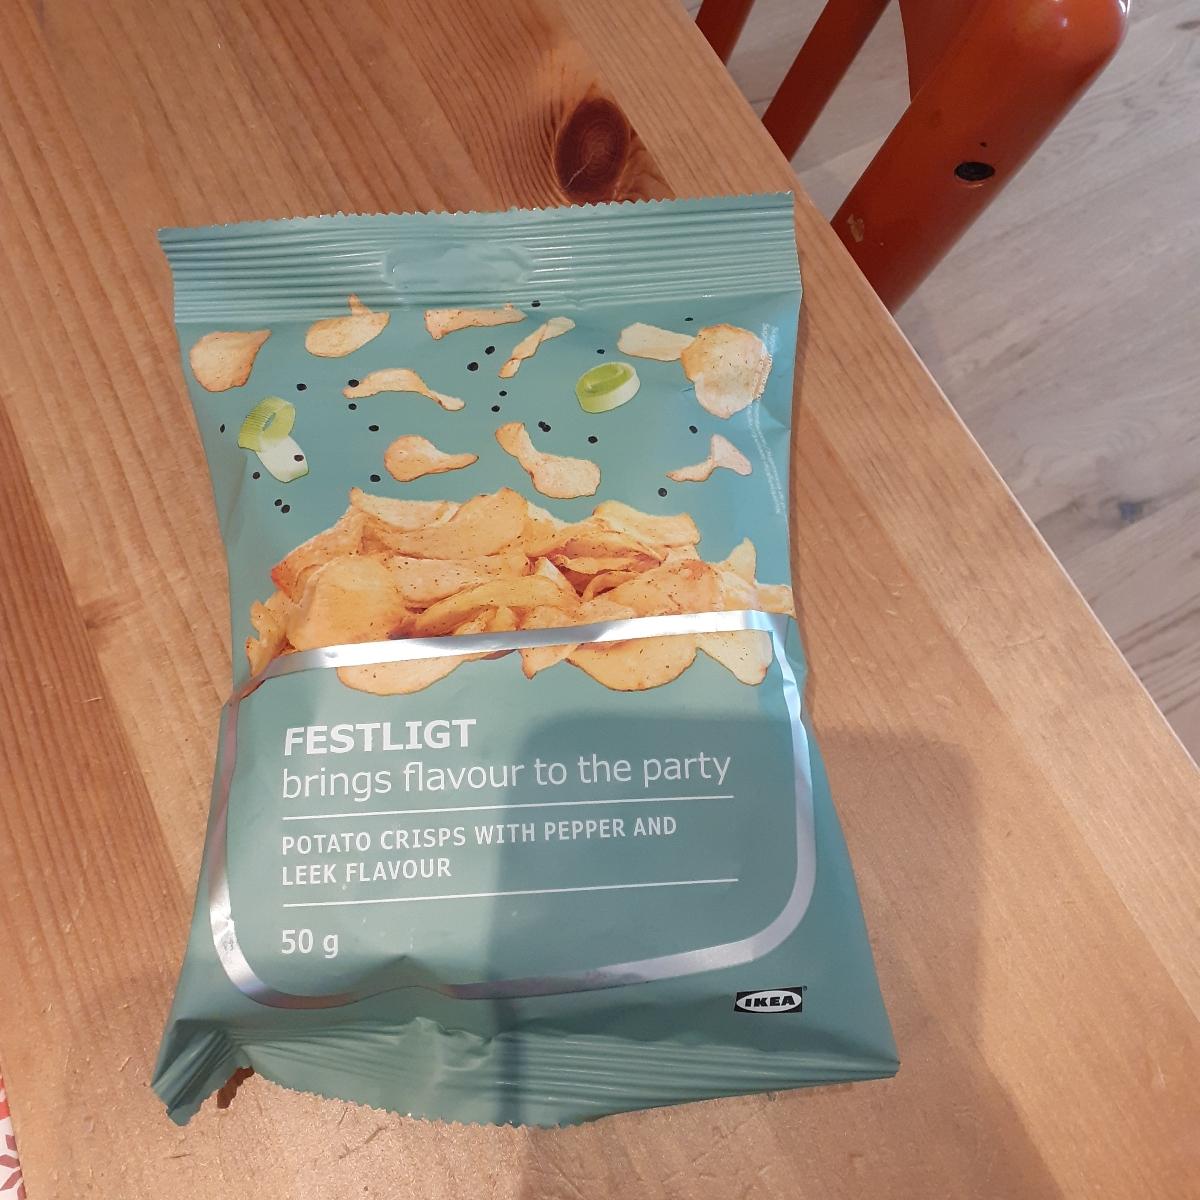 FESTLIGT
brings flavour to the party
POTATO CRISPS WITH PEPPER AND
LEEK FLAVOUR
50 g
IKEA